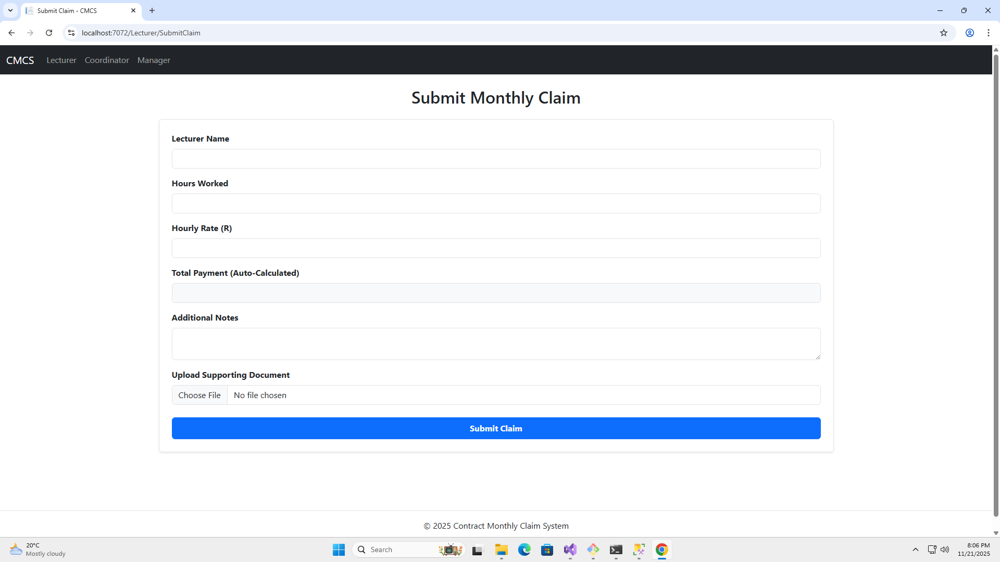 Submit Claim - CMCS
localhost:7072/Lecturer/SubmitClaim
CMCS Lecturer Coordinator Manager
Submit Monthly Claim
Lecturer Name
Hours Worked
Hourly Rate (R)
Total Payment (Auto-Calculated)
Additional Notes
Upload Supporting Document
Choose File No file chosen
Submit Claim
© 2025 Contract Monthly Claim System
20°C
Mostly cloudy
Search
8:06 PM
11/21/2025